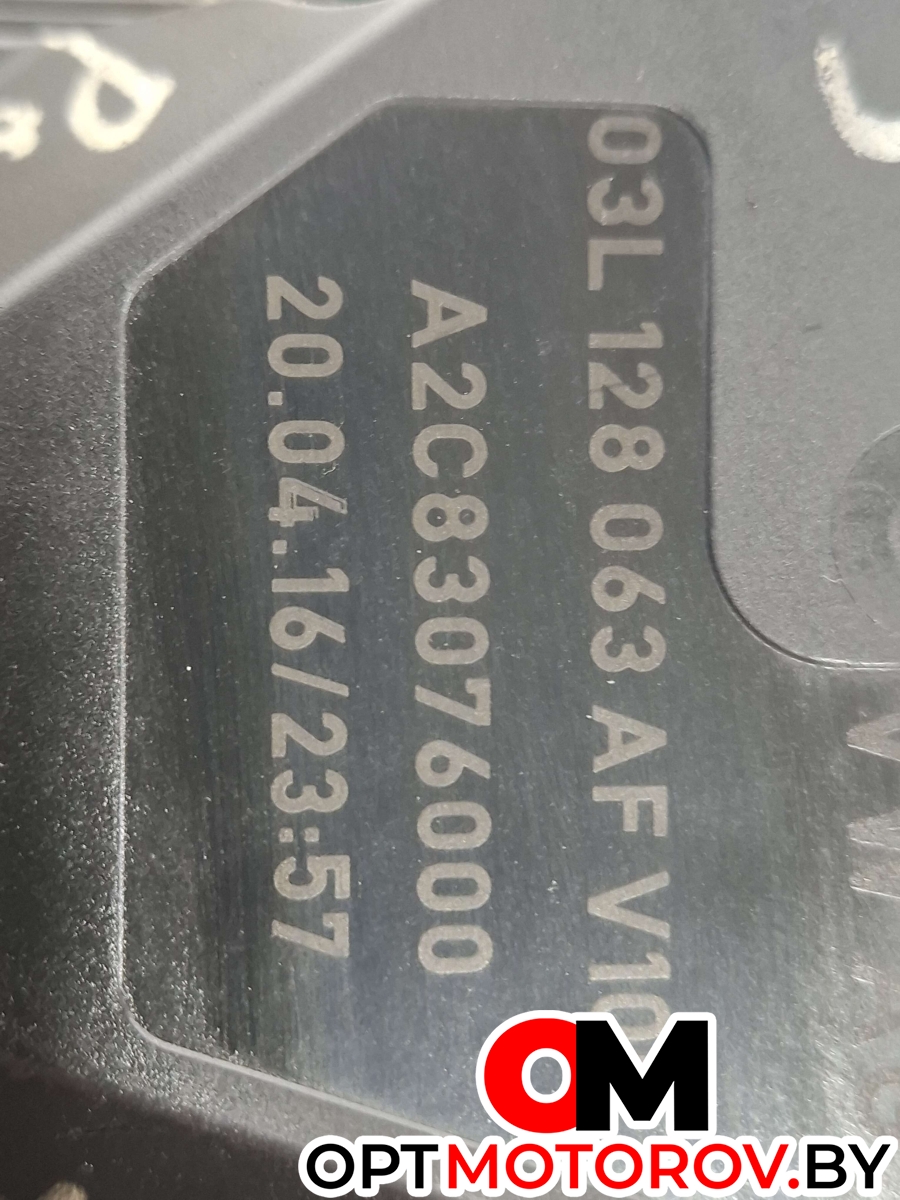 03L 128 063 AF V10
A2C83076000
20.04.16/23:57
OM
OPTMOTOROV.BY